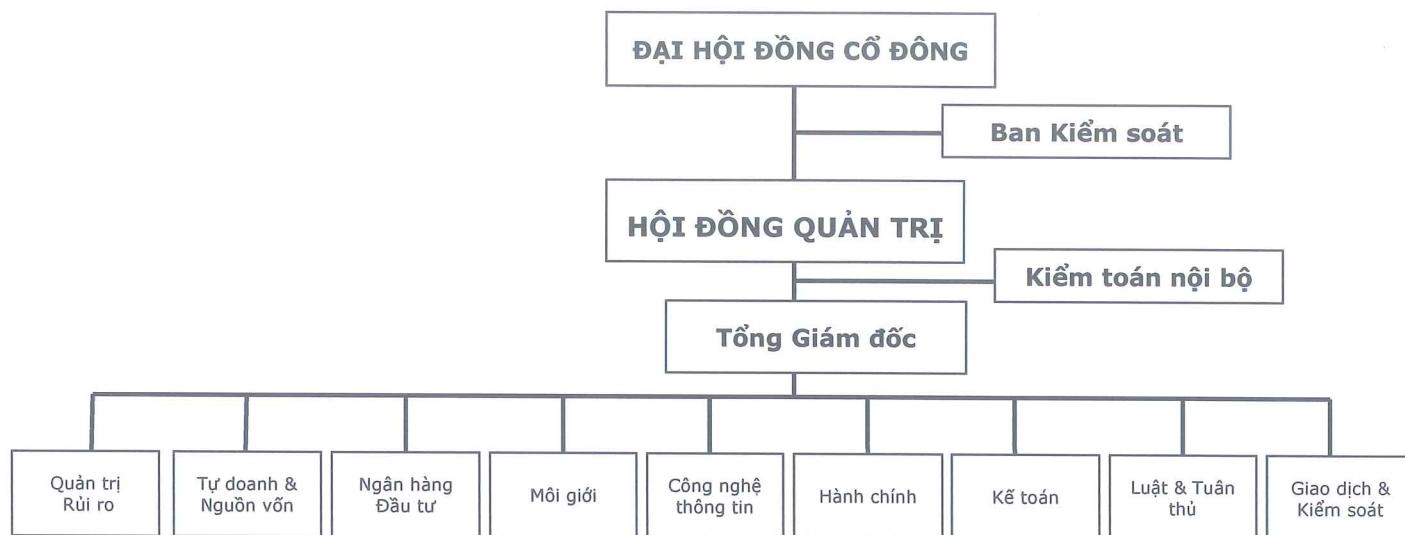 ĐẠI HỘI ĐỒNG CỔ ĐÔNG
Ban Kiểm soát
HỘI ĐỒNG QUẢN TRỊ
Kiểm toán nội bộ
Tổng Giám đốc
Quản trị
Rủi ro
Tự doanh &
Nguồn vốn
Ngân hàng
Đầu tư
Môi giới
Công nghệ
thông tin
Hành chính
Kế toán
Luật & Tuân
thủ
Giao dịch &
Kiểm soát